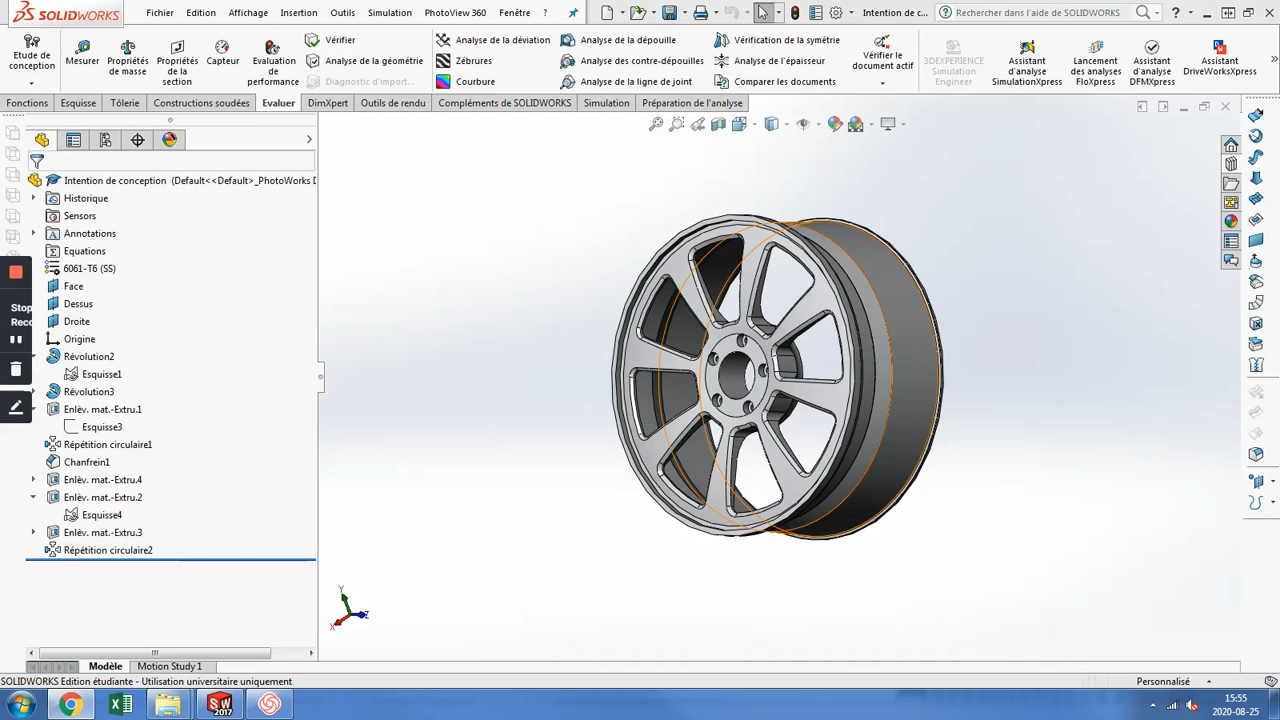 SOLIDWORKS
Fichier
Edition
Affichage
Insertion
Outils
Simulation
PhotoView 360
Fenêtre
?
Intention de c...
Rechercher dans l'aide de SOLIDWORKS
?
Etude de conception
Mesurer
Propriétés de masse
Propriétés de la section
Capteur
Evaluation de performance
Vérifier
Analyse de la géométrie
Diagnostic d'import...
Analyse de la déviation
Zébrures
Courbure
Analyse de la dépouille
Analyse des contre-dépouilles
Analyse de la ligne de joint
Vérification de la symétrie
Analyse de l'épaisseur
Comparer les documents
Vérifier le document actif
3DEXPERIENCE Simulation Engineer
Assistant d'analyse SimulationXpress
Lancement des analyses FloXpress
Assistant d'analyse DFMXpress
Assistant DriveWorksXpress
Fonctions
Esquisse
Tôlerie
Constructions soudées
Evaluer
DimXpert
Outils de rendu
Compléments de SOLIDWORKS
Simulation
Préparation de l'analyse
Intention de conception (Default<<Default>_PhotoWorks D
Historique
Sensors
Annotations
Equations
6061-T6 (SS)
Face
Dessus
Droite
Origine
Révolution2
Esquisse1
Révolution3
Enlèv. mat.-Extru.1
Esquisse3
Répétition circulaire1
Chanfrein1
Enlèv. mat.-Extru.4
Enlèv. mat.-Extru.2
Esquisse4
Enlèv. mat.-Extru.3
Répétition circulaire2
Stop
Reco
Y
Z
X
Modèle
Motion Study 1
SOLIDWORKS Edition étudiante - Utilisation universitaire uniquement
Personnalisé
SW
2017
15:55
2020-08-25